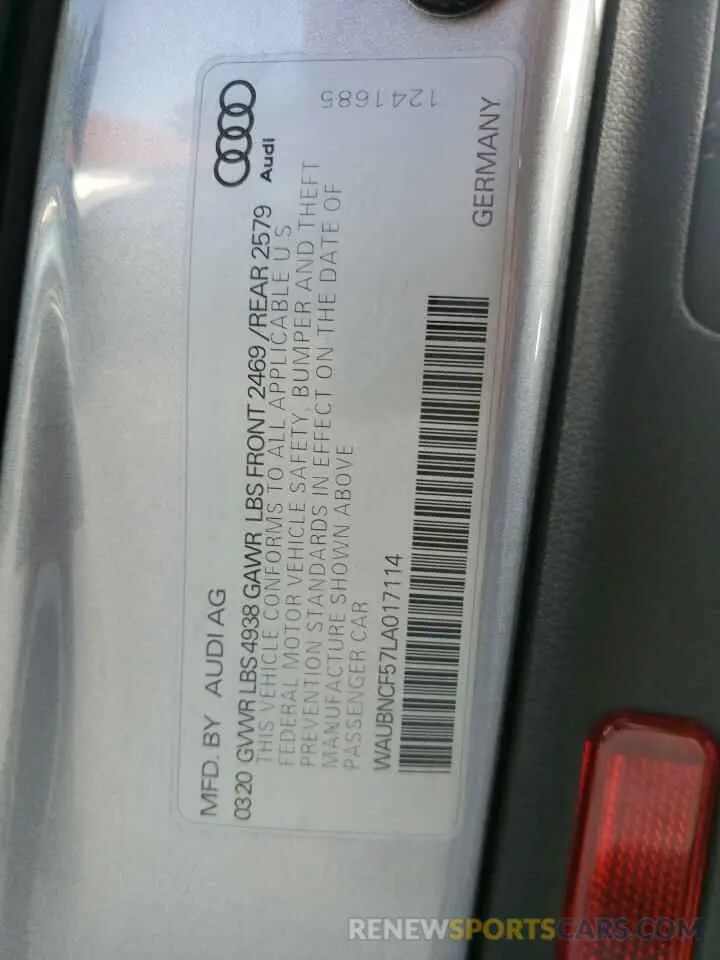 MFD. BY AUDI AG
Audi
0320 GVWR LBS 4938 GAWR LBS FRONT 2469 / REAR 2579
THIS VEHICLE CONFORMS TO ALL APPLICABLE U S
FEDERAL MOTOR VEHICLE SAFETY, BUMPER AND THEFT
PREVENTION STANDARDS IN EFFECT ON THE DATE OF
MANUFACTURE SHOWN ABOVE
PASSENGER CAR
WAUBNCF57LA017114
GERMANY
1241685
RENEWSPORTSCARS.COM